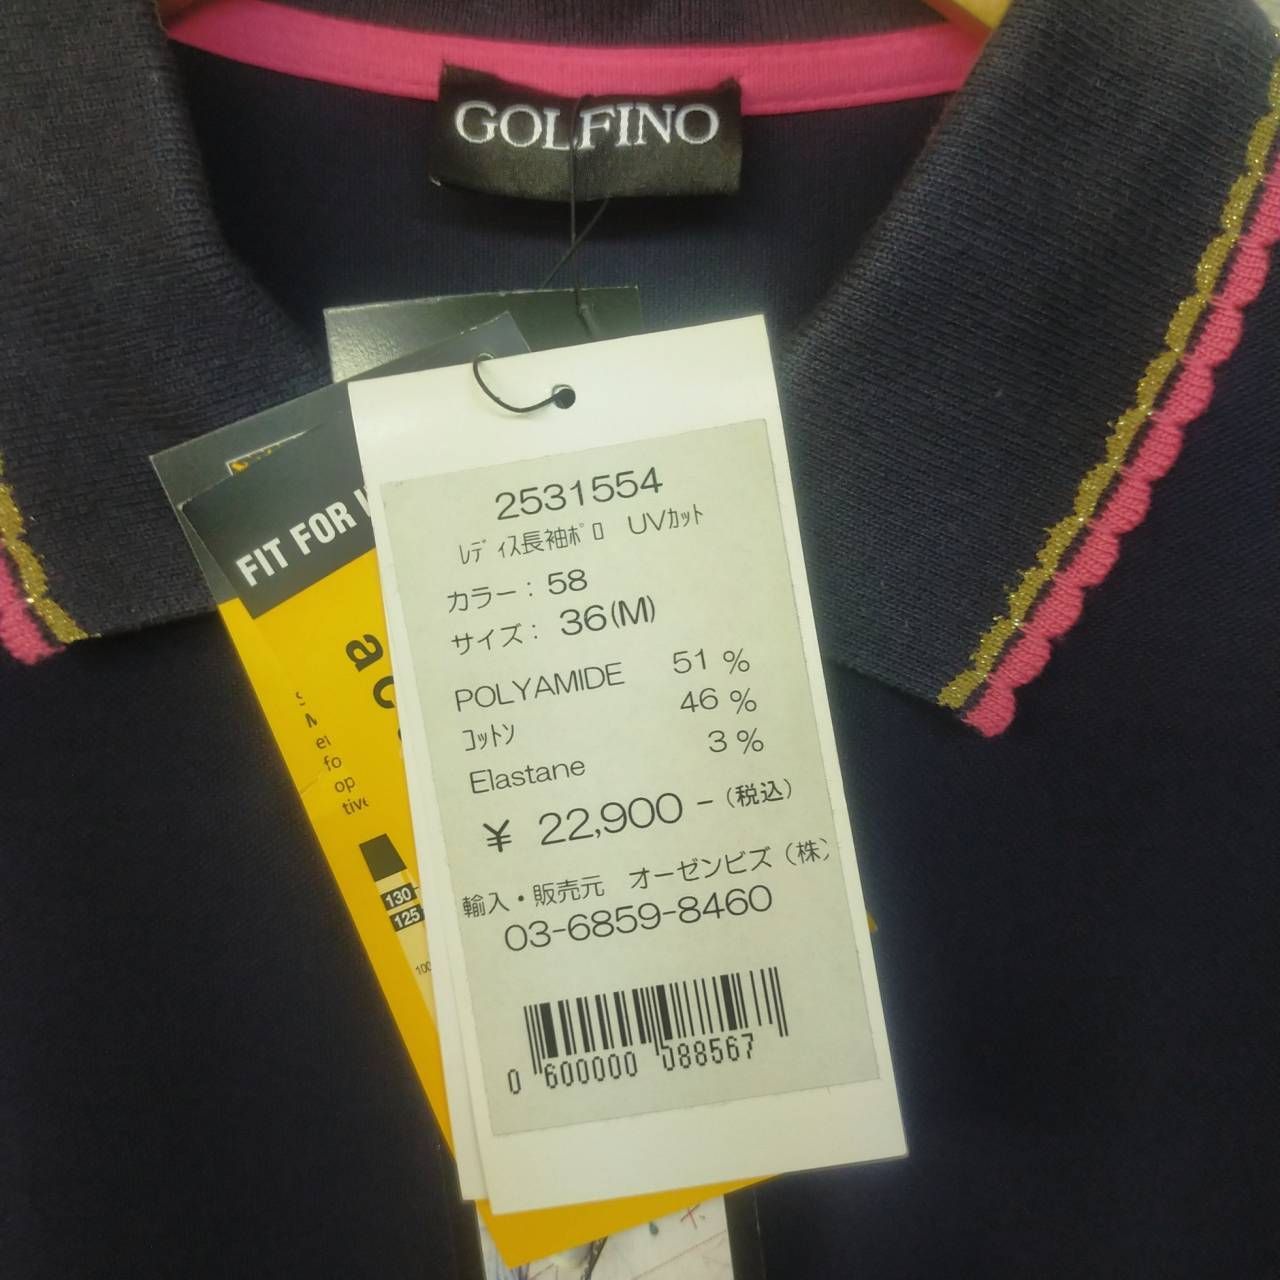 GOLFINO
FIT FOR
a
fo
op
130
125
100
2531554
ﾚﾃﾞｨｽ長袖ﾎﾟﾛ UVｶｯﾄ
カラー： 58
サイズ： 36(M)
POLYAMIDE 51 %
ｺｯﾄﾝ 46 %
Elastane 3 %
¥ 22,900 -（税込）
輸入・販売元 オーゼンビズ（株）
03-6859-8460
0 600000 088567